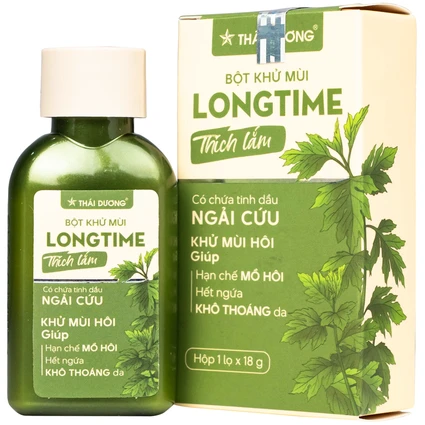 THÁI DƯƠNG®
BỘT KHỬ MÙI
LONGTIME
Thích lắm
Có chứa tinh dầu
NGẢI CỨU
KHỬ MÙI HÔI
Giúp
Hạn chế MỒ HÔI
Hết ngứa
KHÔ THOÁNG da
Hộp 1 lọ x 18 g
THÁI DƯƠNG®
BỘT KHỬ MÙI
LONGTIME
Thích lắm
Có chứa tinh dầu
NGẢI CỨU
KHỬ MÙI HÔI
Giúp
Hạn chế MỒ HÔI
Hết ngứa
KHÔ THOÁNG da